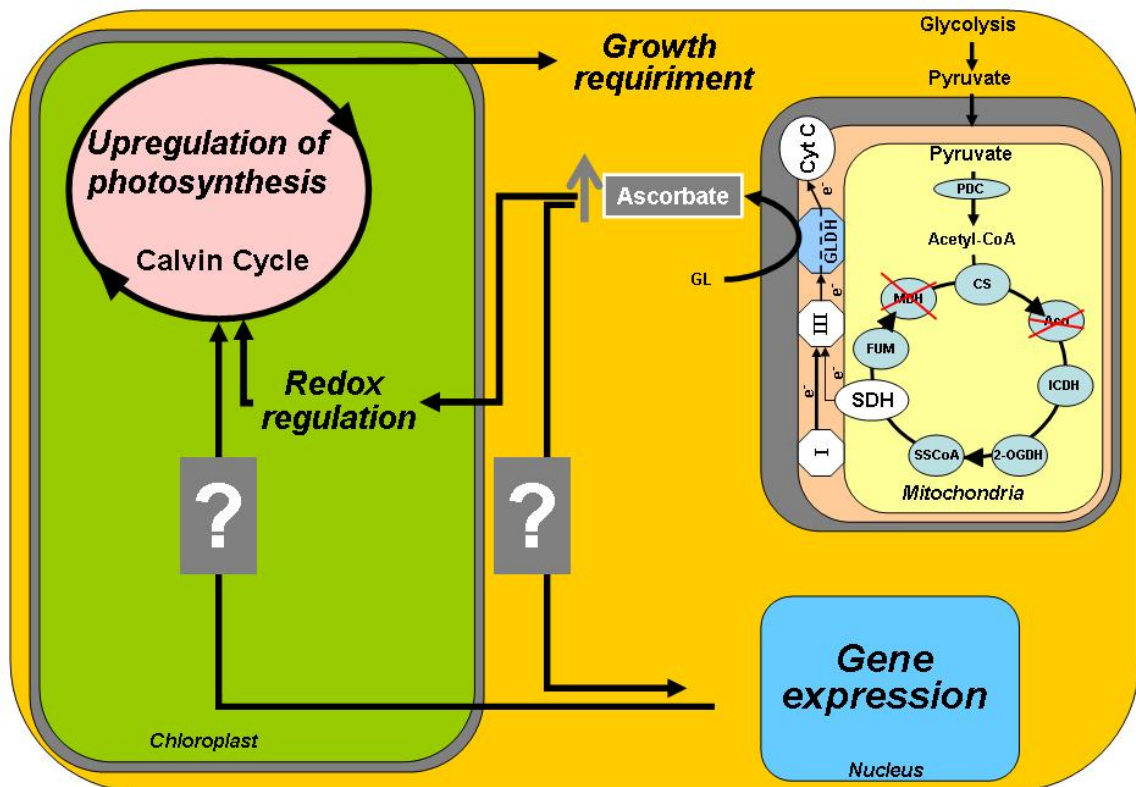 Growth
requiriment
Glycolysis
Pyruvate
Upregulation of
photosynthesis
Calvin Cycle
Ascorbate
GL
Cyt C
e-
GLDH
e-
III
e-
e-
I
Pyruvate
PDC
Acetyl-CoA
CS
MDH
Aco
FUM
ICDH
SDH
SSCoA
2-OGDH
Mitochondria
Redox
regulation
?
?
Gene
expression
Chloroplast
Nucleus